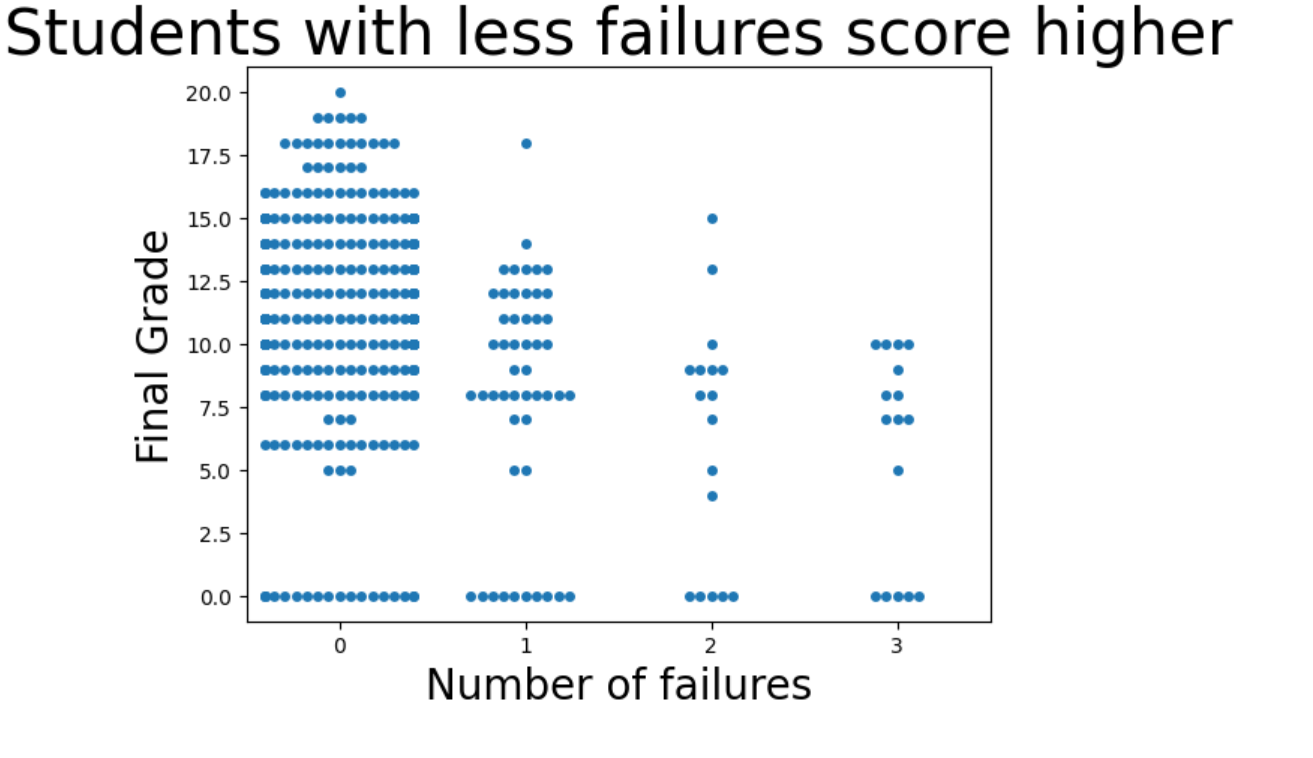 Students with less failures score higher
20.0
17.5
15.0
12.5
10.0
7.5
5.0
2.5
0.0
Final Grade
0 1 2 3
Number of failures